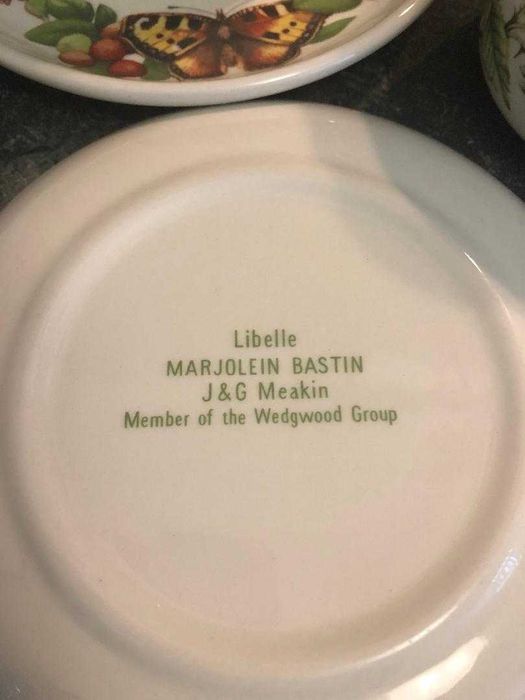 Libelle
MARJOLEIN BASTIN
J & G Meakin
Member of the Wedgwood Group